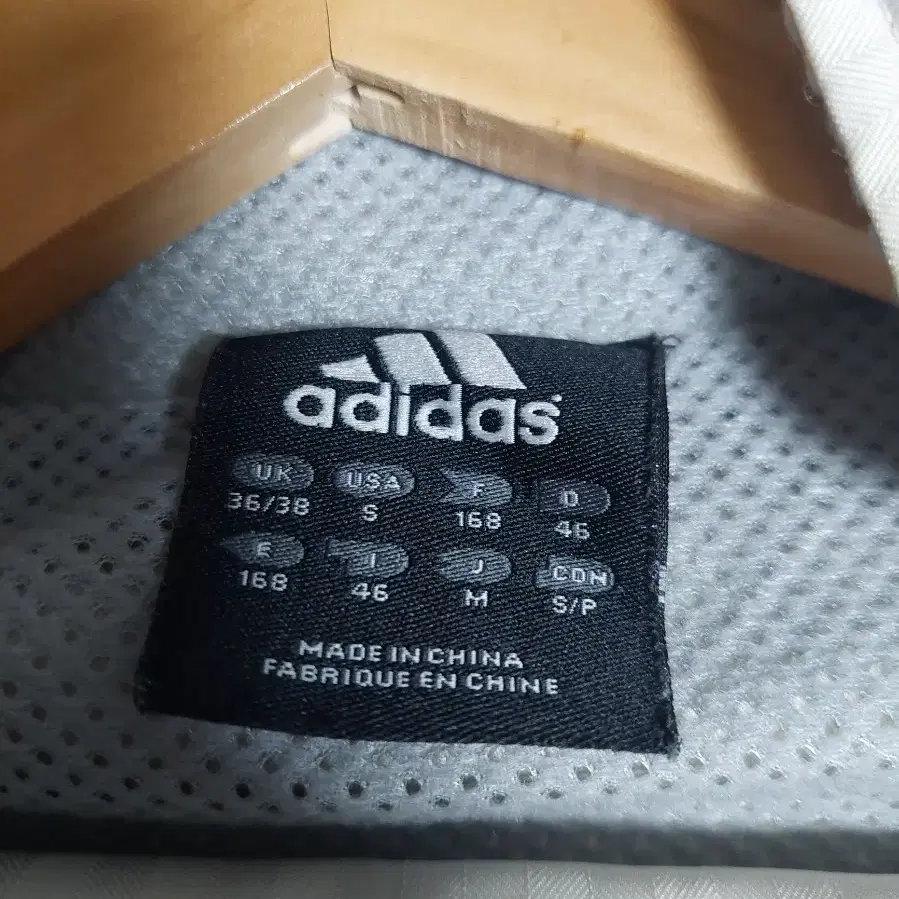 adidas
UK USA F D
36/38 S 168 46
E I J CDN
168 46 M S/P
MADE IN CHINA
FABRIQUE EN CHINE